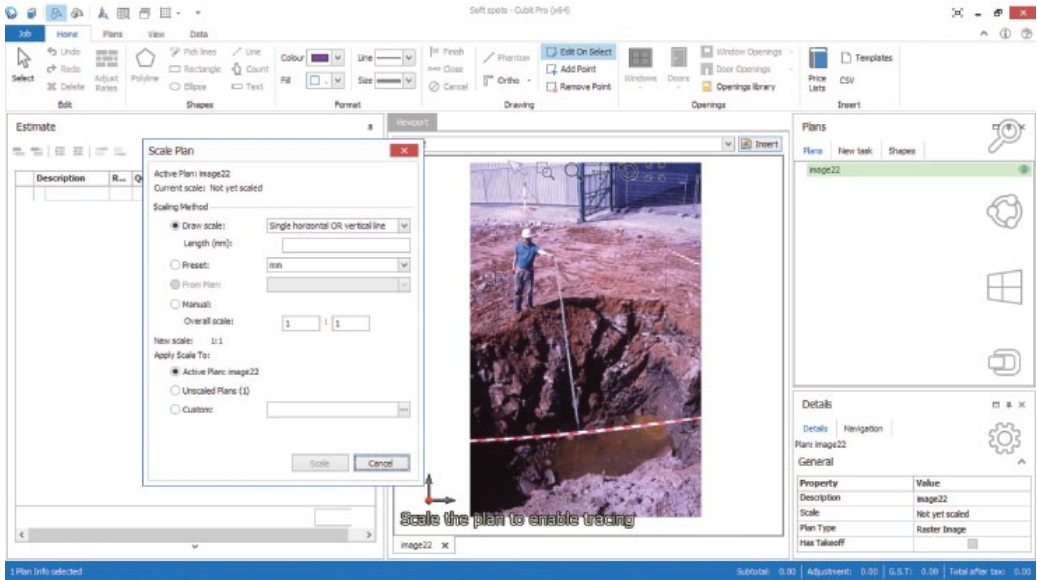 Soft spots - Cubit Pro (x64)
Job Home Plans View Data
Select
Undo
Redo
Delete
Adjust Rates
Edit
Polyline
Pick lines
Rectangle
Ellipse
Line
Count
Text
Shapes
Colour
Fill
Line
Size
Format
Finish
Close
Cancel
Phantom
Ortho
Edit On Select
Add Point
Remove Point
Drawing
Windows
Doors
Window Openings
Door Openings
Openings library
Openings
Price Lists
Templates
CSV
Insert
Estimate
Description R... Q
Scale Plan
Active Plan: image22
Current scale: Not yet scaled
Scaling Method
Draw scale: Single horizontal OR vertical line
Length (mm):
Preset: mm
From Plan:
Manual:
Overall scale: 1 : 1
New scale: 1:1
Apply Scale To:
Active Plan: image22
Unscaled Plans (1)
Custom:
Scale Cancel
Viewport
Insert
Scale the plan to enable tracing
image22
Plans
Plans New task Shapes
image22
Details
Details Navigation
Plan: image22
General
Property Value
Description image22
Scale Not yet scaled
Plan Type Raster Image
Has Takeoff
1 Plan Info selected
Subtotal: 0.00 Adjustment: 0.00 G.S.T: 0.00 Total after tax: 0.00